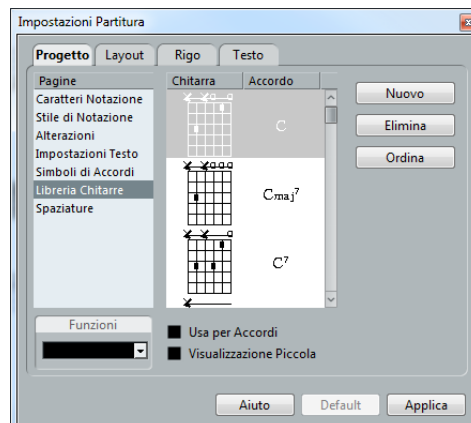 Impostazioni Partitura
Progetto Layout Rigo Testo
Pagine
Caratteri Notazione
Stile di Notazione
Alterazioni
Impostazioni Testo
Simboli di Accordi
Libreria Chitarre
Spaziature
Chitarra Accordo
C
Cmaj7
C7
Nuovo
Elimina
Ordina
Funzioni
Usa per Accordi
Visualizzazione Piccola
Aiuto Default Applica